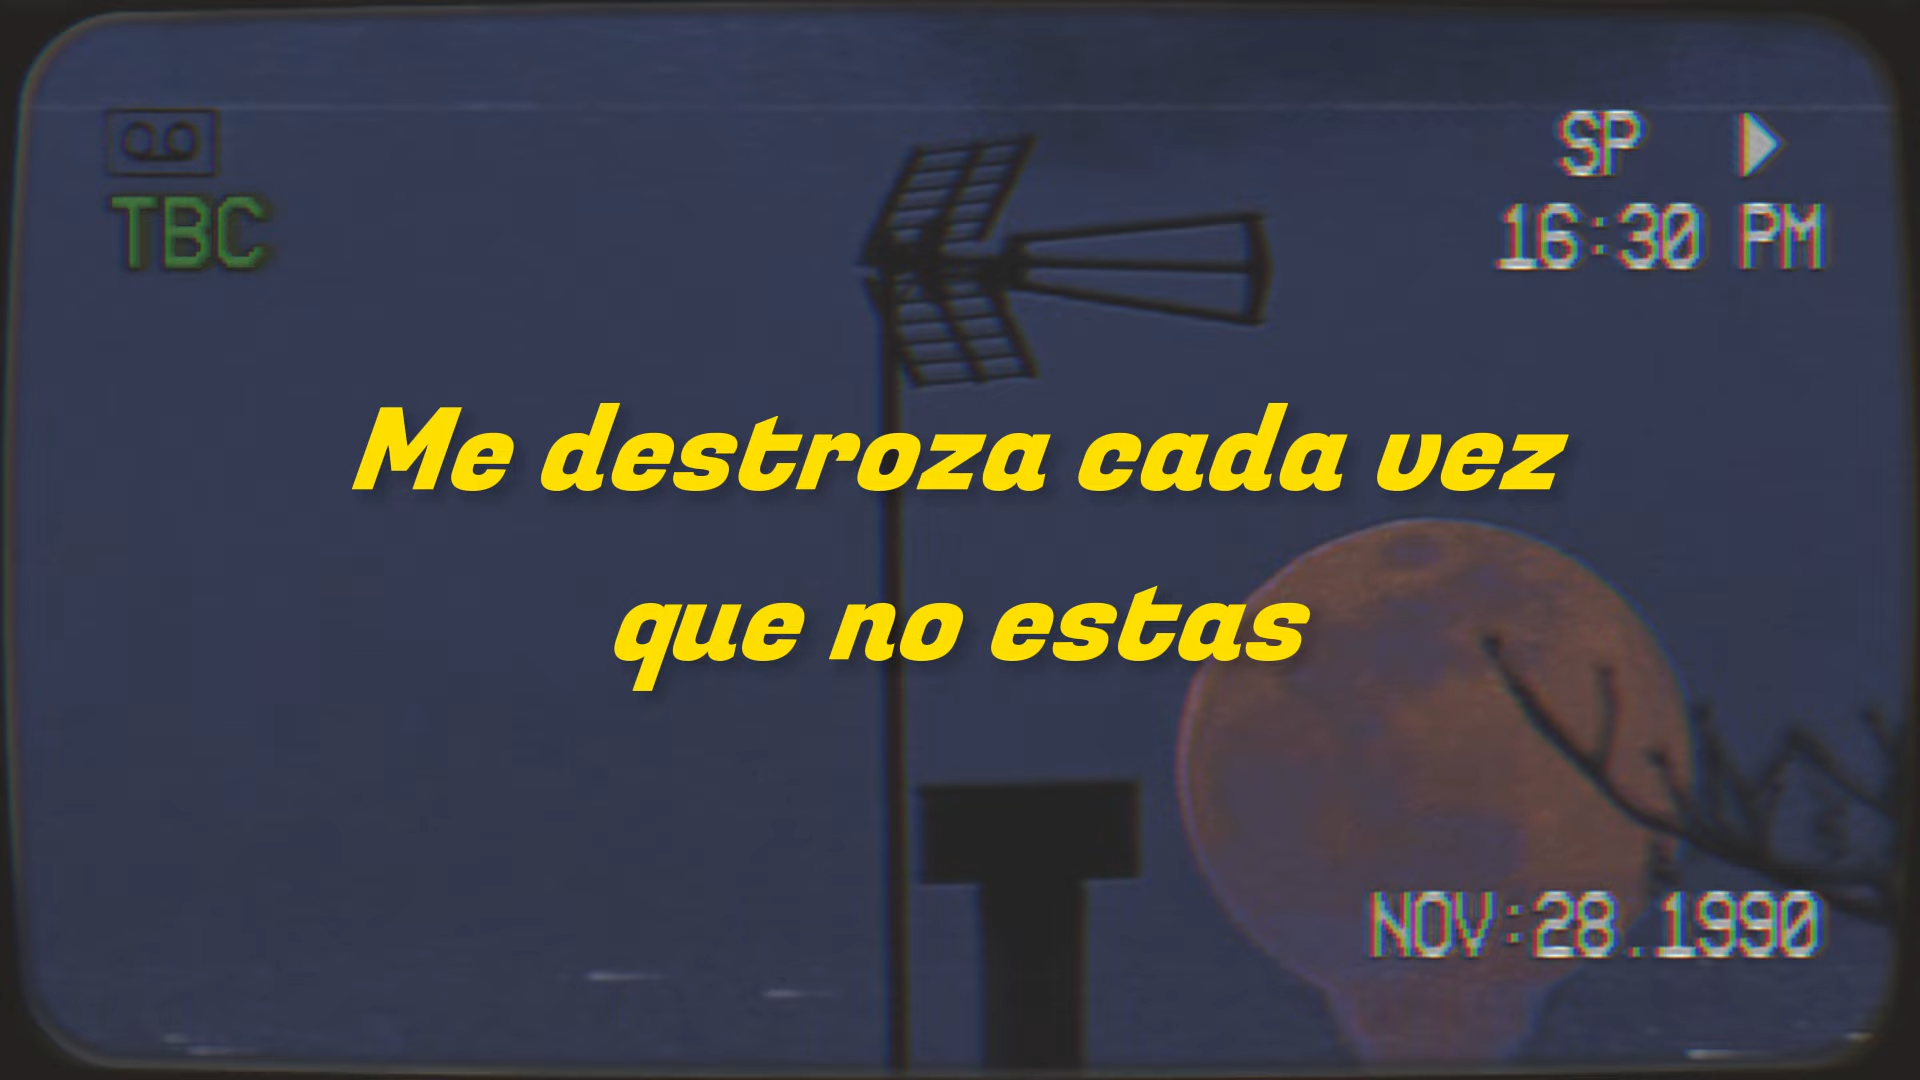 SP
TBC
16:30 PM
Me destroza cada vez
que no estas
NOV:28.1990